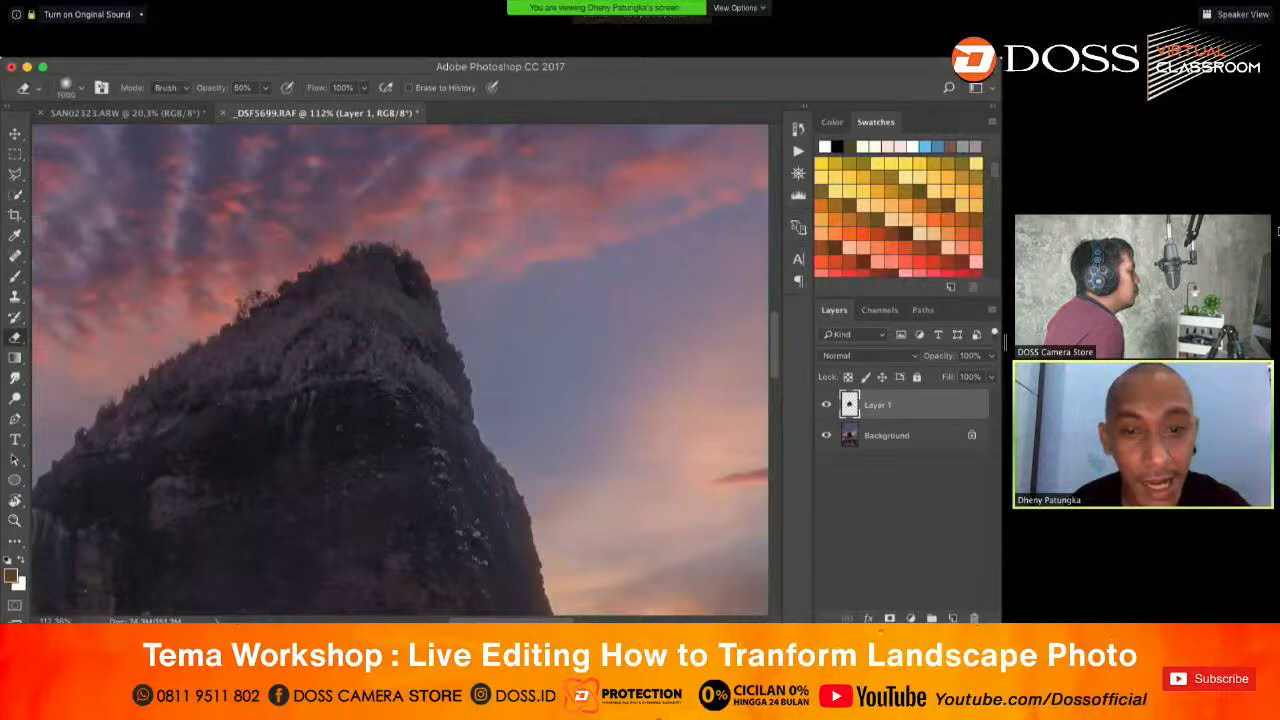 Turn on Original Sound
You are viewing Dheny Patungka's screen
View Options
Speaker View
DOSS
VIRTUAL
CLASSROOM
Adobe Photoshop CC 2017
1000
Mode: Brush
Opacity: 50%
Flow: 100%
Erase to History
SAN02323.ARW @ 20,3% (RGB/8*) *
_DSF5699.RAF @ 112% (Layer 1, RGB/8*) *
Color
Swatches
Layers
Channels
Paths
Kind
Normal
Opacity: 100%
Lock:
Fill: 100%
Layer 1
Background
DOSS Camera Store
Dheny Patungka
112,36%
Tema Workshop : Live Editing How to Tranform Landscape Photo
0811 9511 802
DOSS CAMERA STORE
DOSS.ID
PROTECTION
0%
CICILAN 0%
HINGGA 24 BULAN
YouTube
Youtube.com/Dossofficial
Subscribe